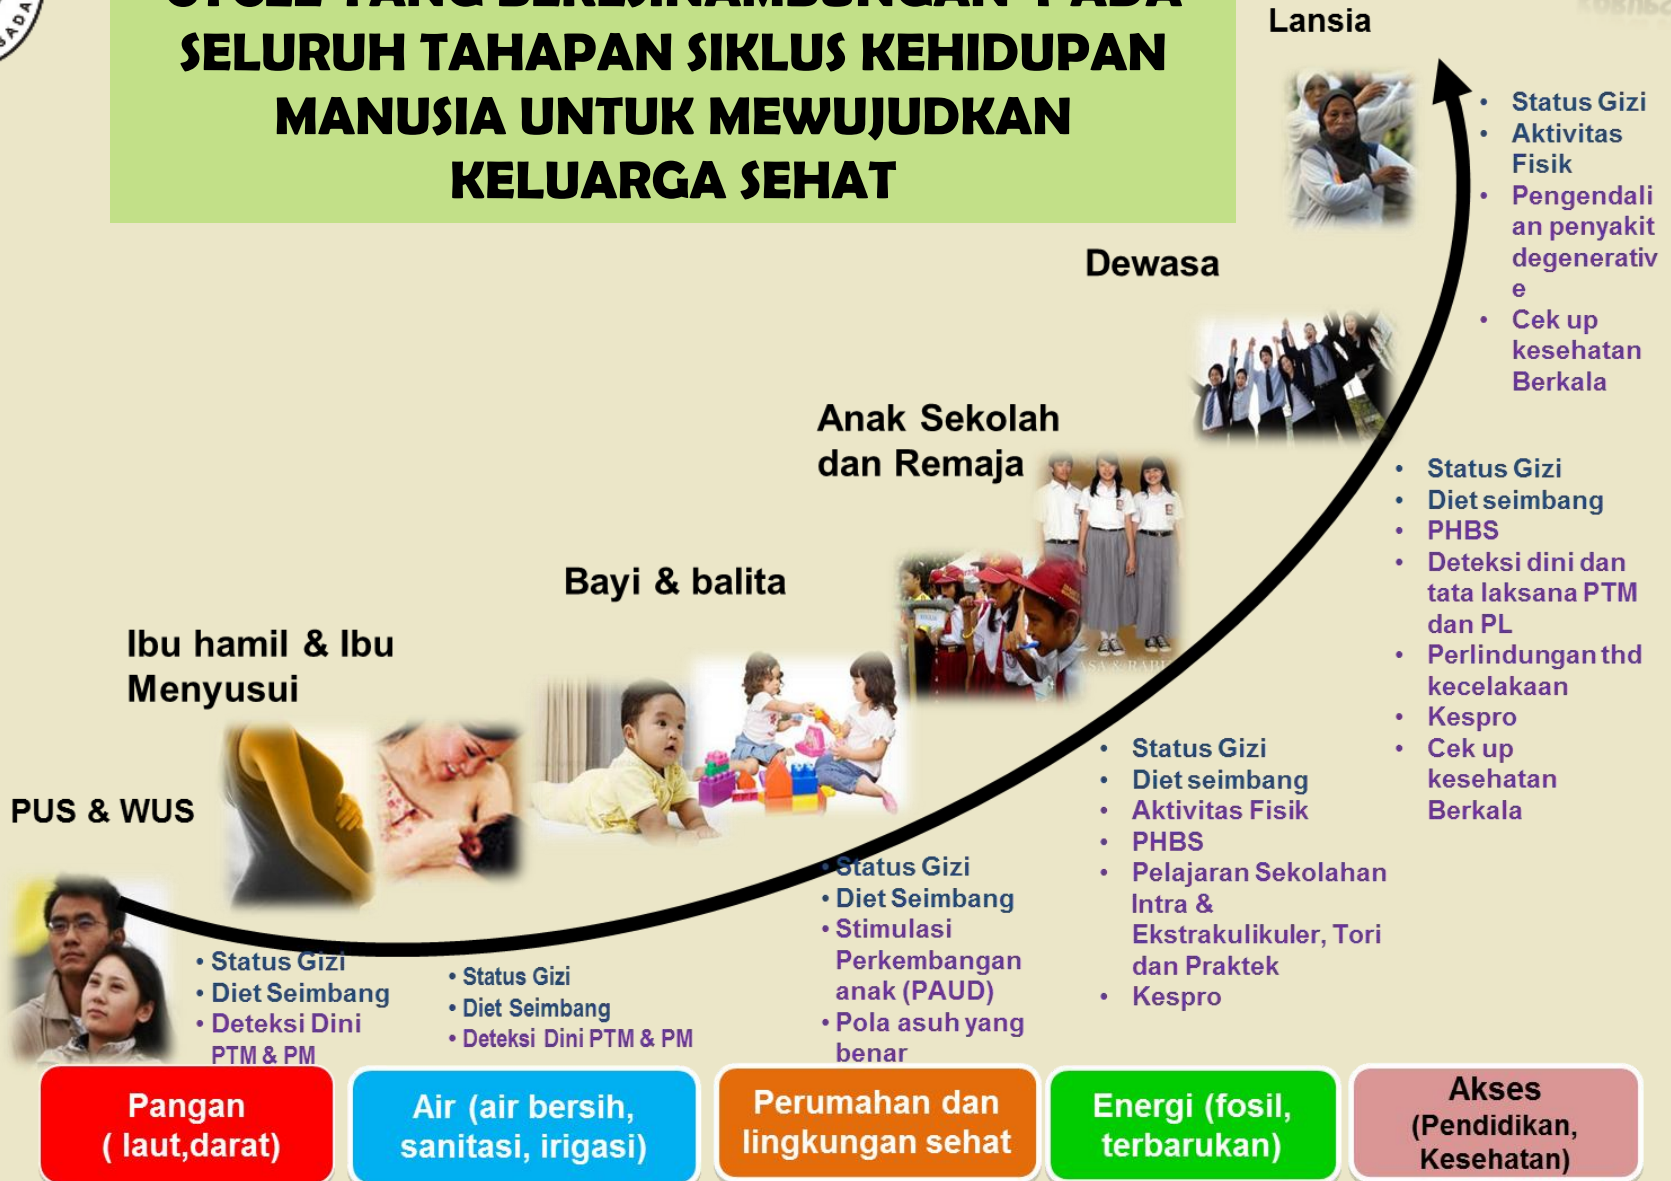 CYCLE YANG BERKESINAMBUNGAN PADA
SELURUH TAHAPAN SIKLUS KEHIDUPAN
MANUSIA UNTUK MEWUJUDKAN
KELUARGA SEHAT
Lansia
• Status Gizi
• Aktivitas
Fisik
• Pengendali
an penyakit
degenerativ
e
• Cek up
kesehatan
Berkala
Dewasa
• Status Gizi
• Diet seimbang
• PHBS
• Deteksi dini dan
tata laksana PTM
dan PL
• Perlindungan thd
kecelakaan
• Kespro
• Cek up
kesehatan
Berkala
Anak Sekolah
dan Remaja
• Status Gizi
• Diet seimbang
• Aktivitas Fisik
• PHBS
• Pelajaran Sekolahan
Intra &
Ekstrakulikuler, Tori
dan Praktek
• Kespro
Bayi & balita
• Status Gizi
• Diet Seimbang
• Stimulasi
Perkembangan
anak (PAUD)
• Pola asuh yang
benar
Ibu hamil & Ibu
Menyusui
• Status Gizi
• Diet Seimbang
• Deteksi Dini PTM & PM
PUS & WUS
• Status Gizi
• Diet Seimbang
• Deteksi Dini
PTM & PM
Pangan
( laut,darat)
Air (air bersih,
sanitasi, irigasi)
Perumahan dan
lingkungan sehat
Energi (fosil,
terbarukan)
Akses
(Pendidikan,
Kesehatan)